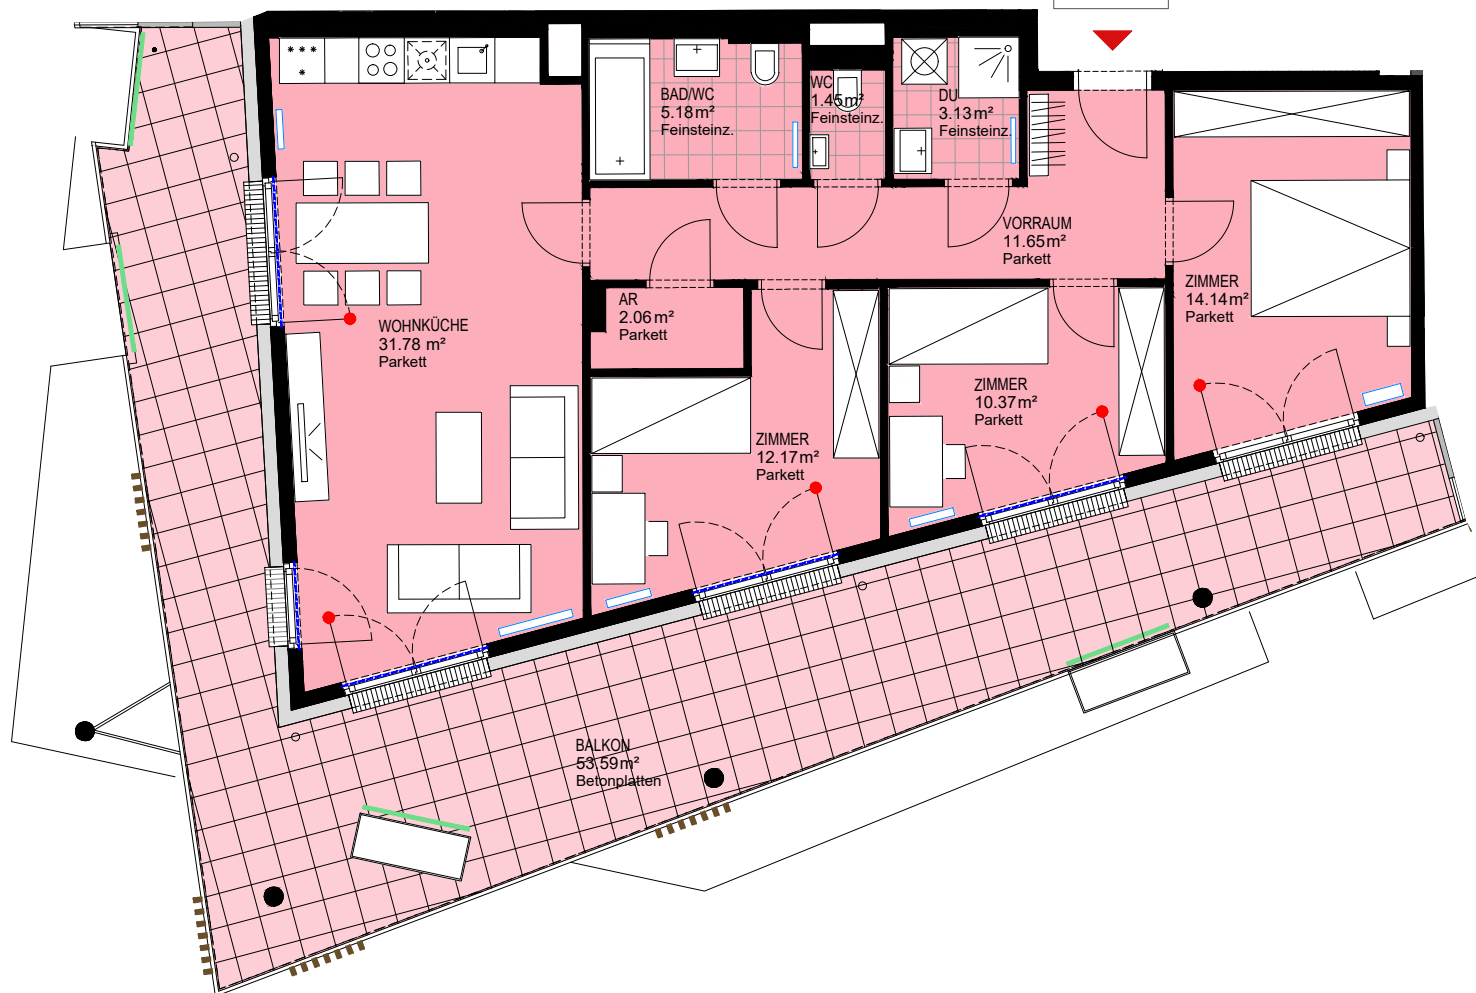 BAD/WC
5.18m²
Feinsteinz.
WC
1.45m²
Feinsteinz.
DU
3.13m²
Feinsteinz.
VORRAUM
11.65m²
Parkett
ZIMMER
14.14m²
Parkett
AR
2.06m²
Parkett
WOHNKÜCHE
31.78 m²
Parkett
ZIMMER
10.37m²
Parkett
ZIMMER
12.17m²
Parkett
BALKON
53.59m²
Betonplatten